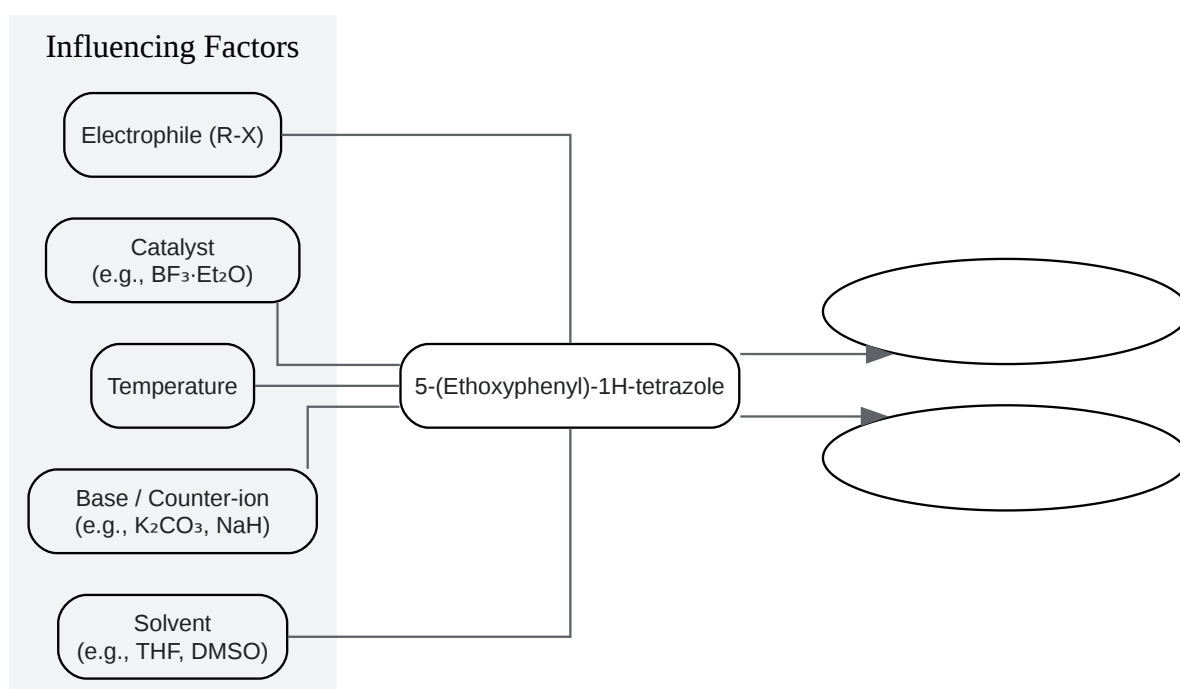 Influencing Factors
Electrophile (R-X)
Catalyst
(e.g., BF₃·Et₂O)
Temperature
5-(Ethoxyphenyl)-1H-tetrazole
Base / Counter-ion
(e.g., K₂CO₃, NaH)
Solvent
(e.g., THF, DMSO)